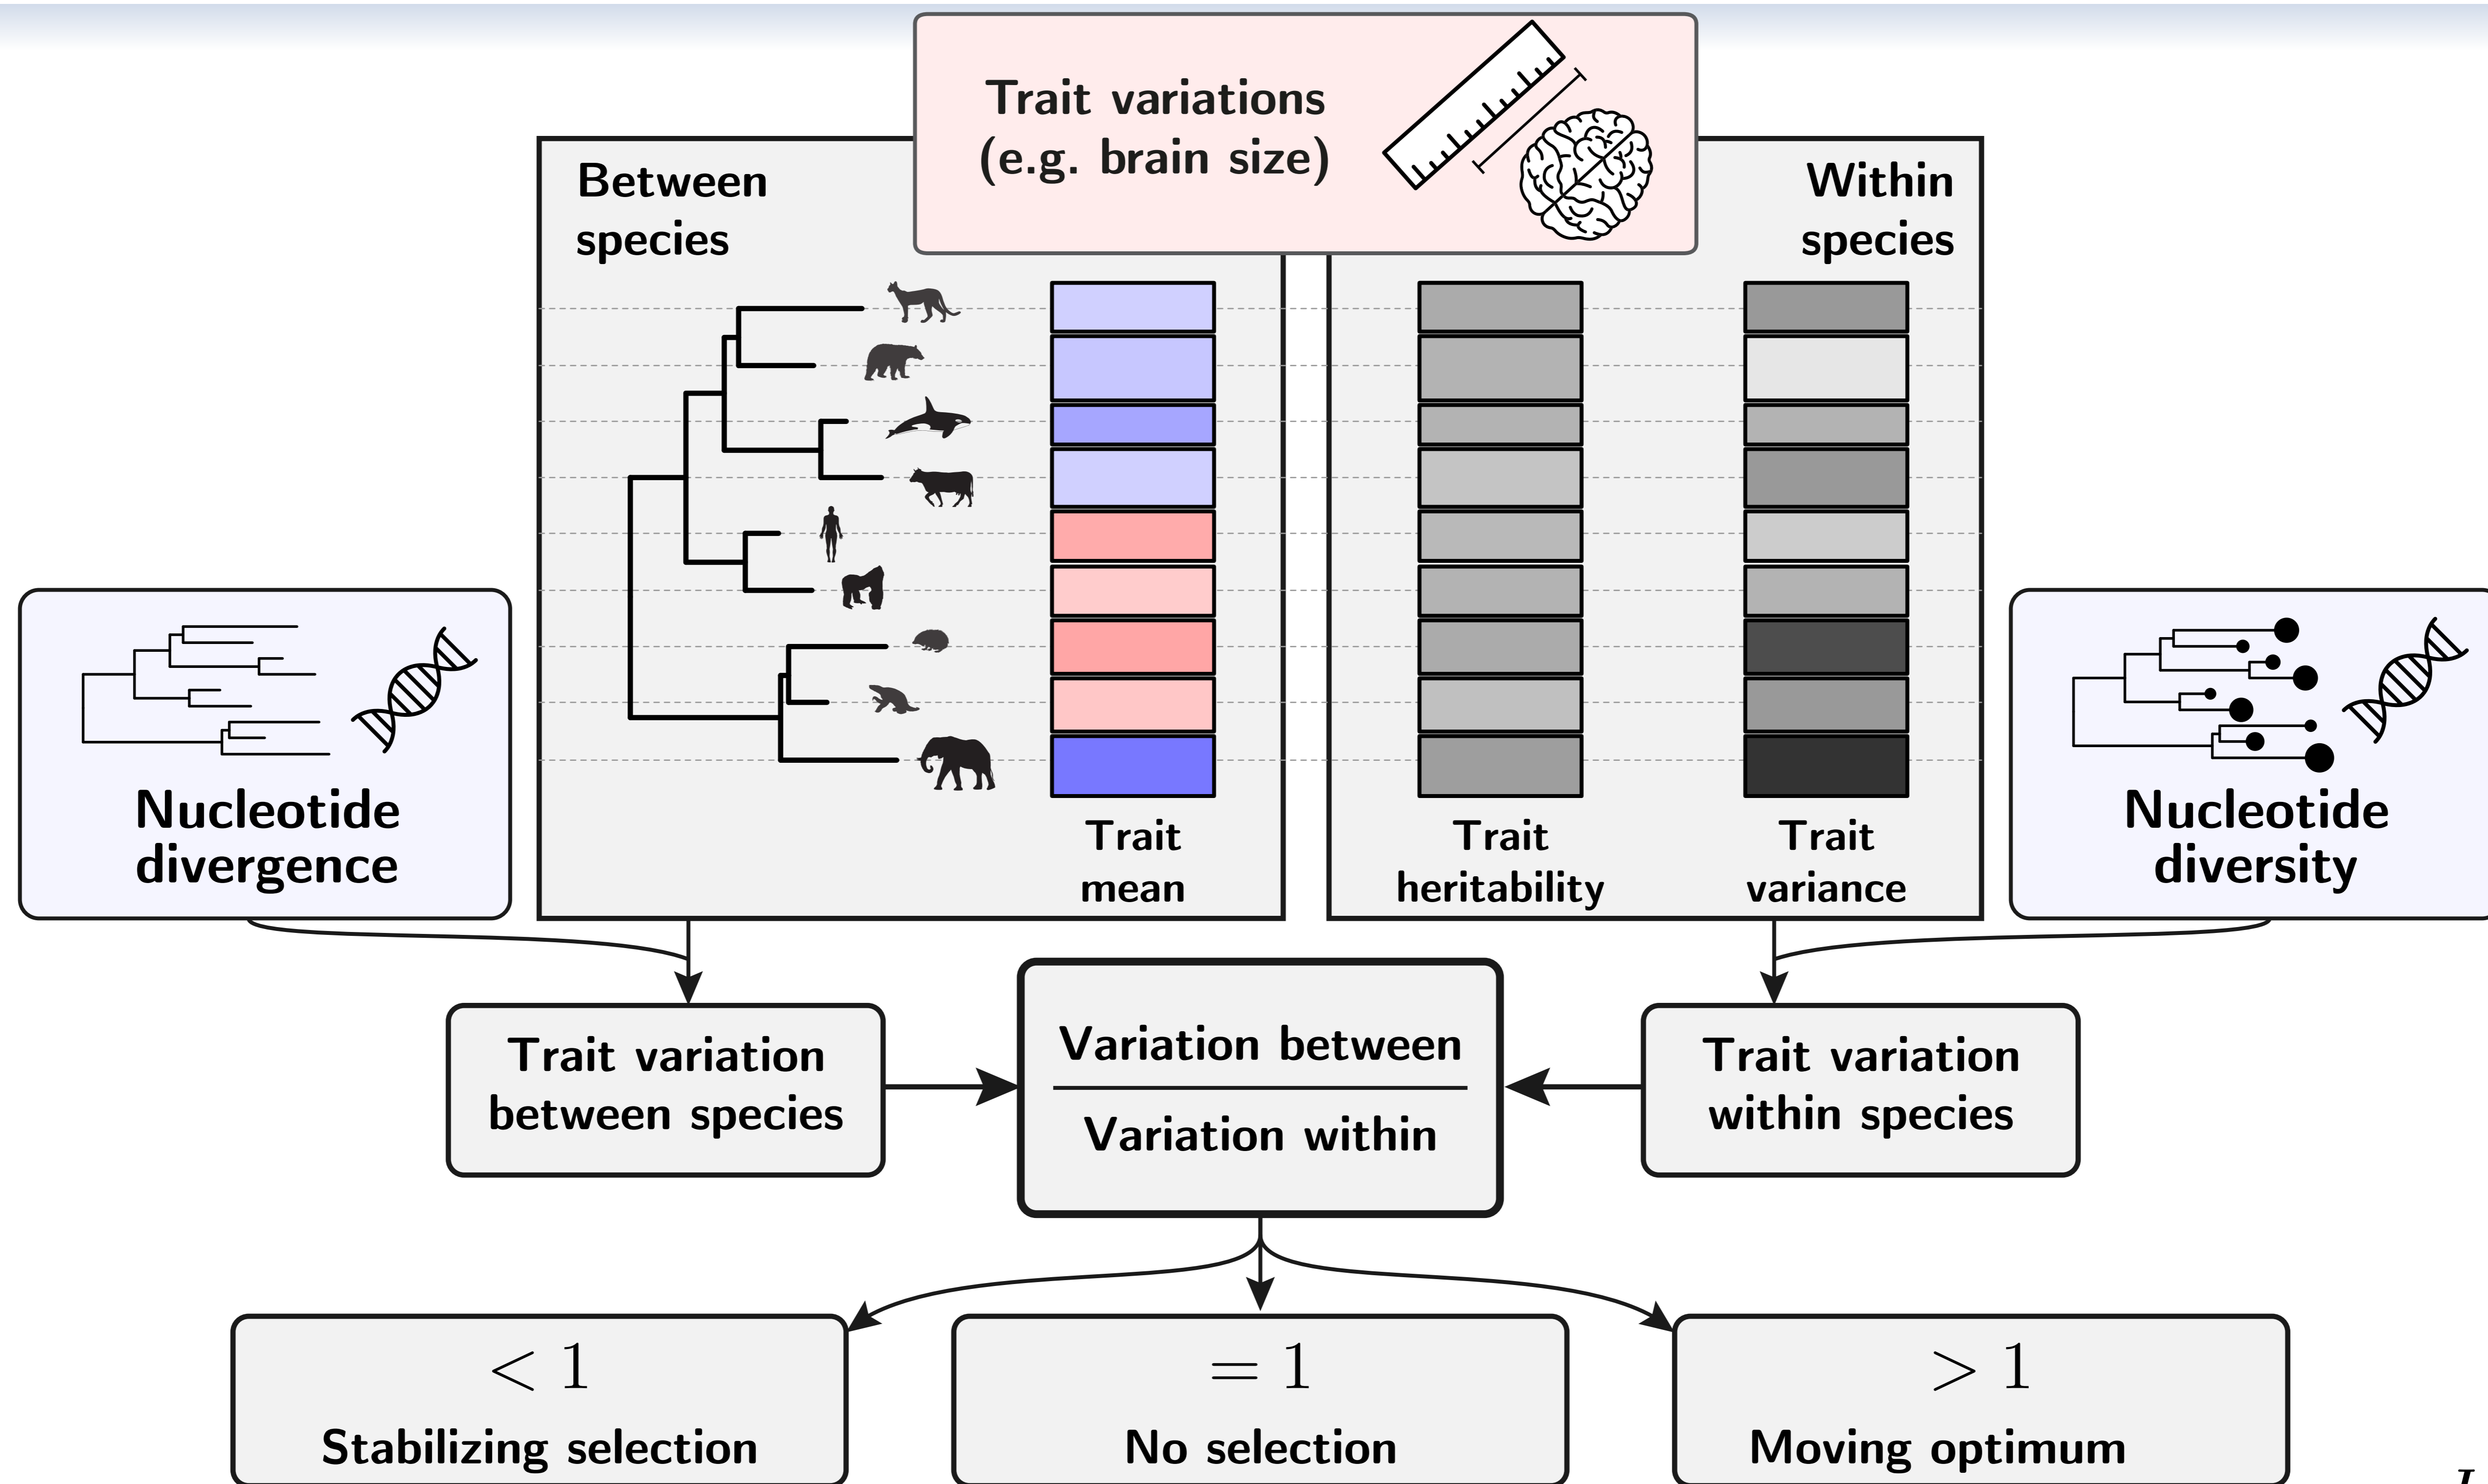 Trait variations
(e.g. brain size)
Between
species
Within
species
Trait
mean
Trait
heritability
Trait
variance
Nucleotide
divergence
Nucleotide
diversity
Trait variation
between species
Variation between
Variation within
Trait variation
within species
< 1
Stabilizing selection
= 1
No selection
> 1
Moving optimum